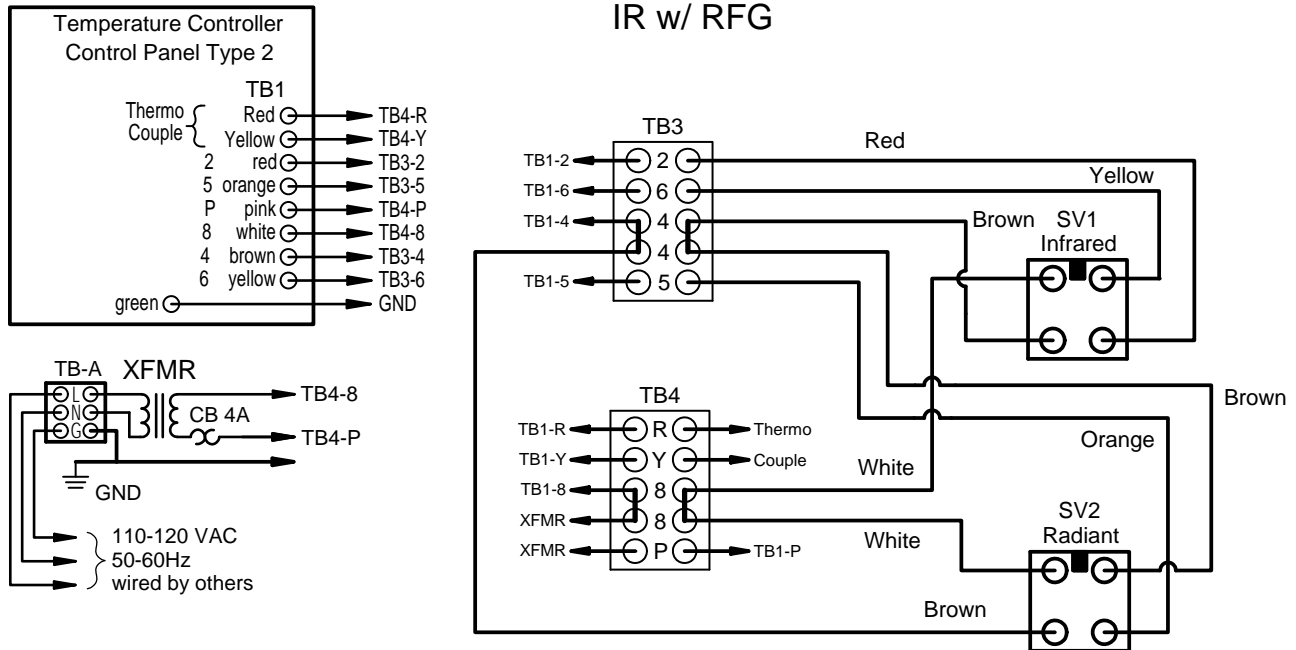 IR w/ RFG
Temperature Controller
Control Panel Type 2
TB1
Thermo
Couple
Red TB4-R
Yellow TB4-Y
2 red TB3-2
5 orange TB3-5
P pink TB4-P
8 white TB4-8
4 brown TB3-4
6 yellow TB3-6
green GND
TB-A XFMR
L
N
G
TB4-8
CB 4A
TB4-P
GND
110-120 VAC
50-60Hz
wired by others
TB3
TB1-2 2
TB1-6 6
TB1-4 4
4
TB1-5 5
Red
Yellow
Brown
SV1
Infrared
Brown
Orange
TB4
TB1-R R Thermo
TB1-Y Y Couple
TB1-8 8
XFMR 8
XFMR P TB1-P
White
White
SV2
Radiant
Brown